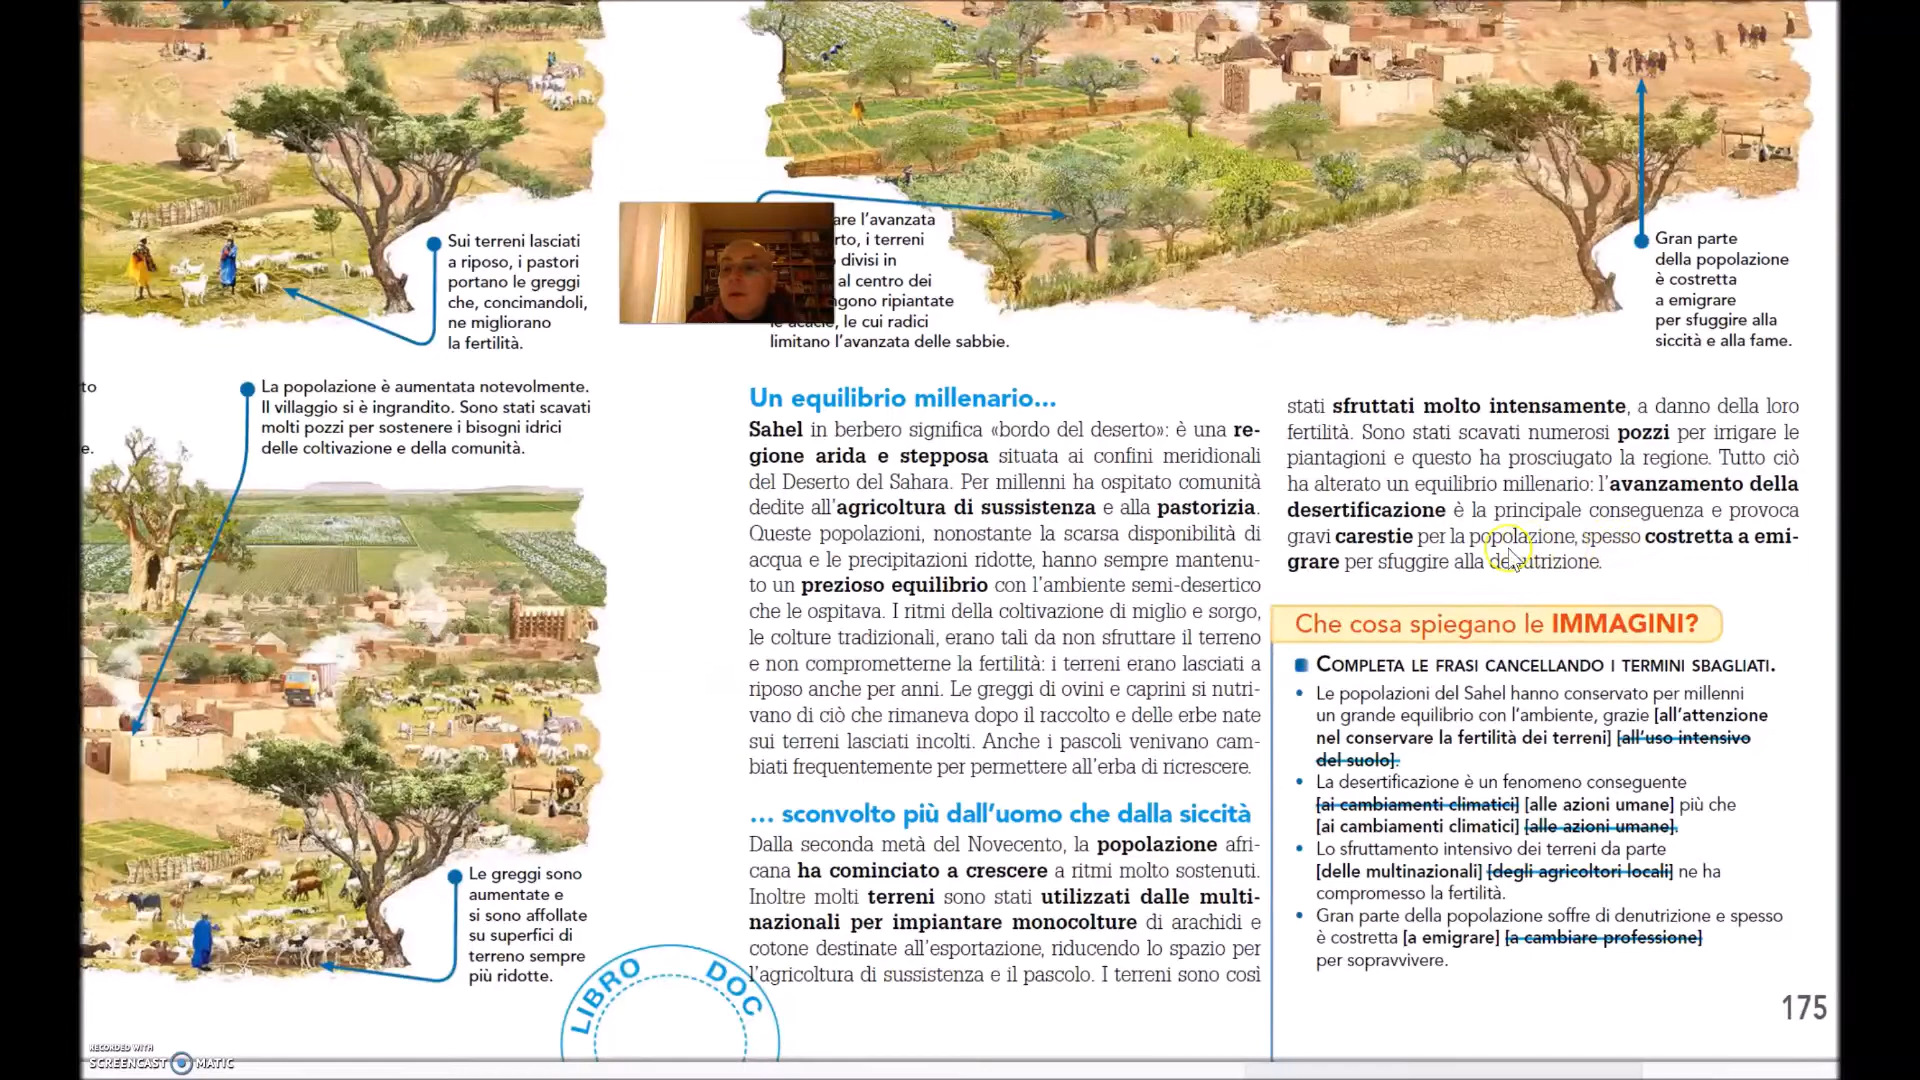 Sui terreni lasciati
a riposo, i pastori
portano le greggi
che, concimandoli,
ne migliorano
la fertilità.
are l'avanzata
rto, i terreni
divisi in
al centro dei
ngono ripiantate
le acacie, le cui radici
limitano l'avanzata delle sabbie.
Gran parte
della popolazione
è costretta
a emigrare
per sfuggire alla
siccità e alla fame.
to
e.
La popolazione è aumentata notevolmente.
Il villaggio si è ingrandito. Sono stati scavati
molti pozzi per sostenere i bisogni idrici
delle coltivazione e della comunità.
Le greggi sono
aumentate e
si sono affollate
su superfici di
terreno sempre
più ridotte.
Un equilibrio millenario...
Sahel in berbero significa «bordo del deserto»: è una re-
gione arida e stepposa situata ai confini meridionali
del Deserto del Sahara. Per millenni ha ospitato comunità
dedite all'agricoltura di sussistenza e alla pastorizia.
Queste popolazioni, nonostante la scarsa disponibilità di
acqua e le precipitazioni ridotte, hanno sempre mantenu-
to un prezioso equilibrio con l'ambiente semi-desertico
che le ospitava. I ritmi della coltivazione di miglio e sorgo,
le colture tradizionali, erano tali da non sfruttare il terreno
e non comprometterne la fertilità: i terreni erano lasciati a
riposo anche per anni. Le greggi di ovini e caprini si nutri-
vano di ciò che rimaneva dopo il raccolto e delle erbe nate
sui terreni lasciati incolti. Anche i pascoli venivano cam-
biati frequentemente per permettere all'erba di ricrescere.
... sconvolto più dall'uomo che dalla siccità
Dalla seconda metà del Novecento, la popolazione afri-
cana ha cominciato a crescere a ritmi molto sostenuti.
Inoltre molti terreni sono stati utilizzati dalle multi-
nazionali per impiantare monocolture di arachidi e
cotone destinate all'esportazione, riducendo lo spazio per
l'agricoltura di sussistenza e il pascolo. I terreni sono così
stati sfruttati molto intensamente, a danno della loro
fertilità. Sono stati scavati numerosi pozzi per irrigare le
piantagioni e questo ha prosciugato la regione. Tutto ciò
ha alterato un equilibrio millenario: l'avanzamento della
desertificazione è la principale conseguenza e provoca
gravi carestie per la popolazione, spesso costretta a emi-
grare per sfuggire alla denutrizione.
Che cosa spiegano le IMMAGINI?
COMPLETA LE FRASI CANCELLANDO I TERMINI SBAGLIATI.
• Le popolazioni del Sahel hanno conservato per millenni
un grande equilibrio con l'ambiente, grazie [all'attenzione
nel conservare la fertilità dei terreni] [all'uso intensivo
del suolo].
• La desertificazione è un fenomeno conseguente
[ai cambiamenti climatici] [alle azioni umane] più che
[ai cambiamenti climatici] [alle azioni umane].
• Lo sfruttamento intensivo dei terreni da parte
[delle multinazionali] [degli agricoltori locali] ne ha
compromesso la fertilità.
• Gran parte della popolazione soffre di denutrizione e spesso
è costretta [a emigrare] [a cambiare professione]
per sopravvivere.
175
LIBRO DOC
RECORDED WITH
SCREENCAST MATIC